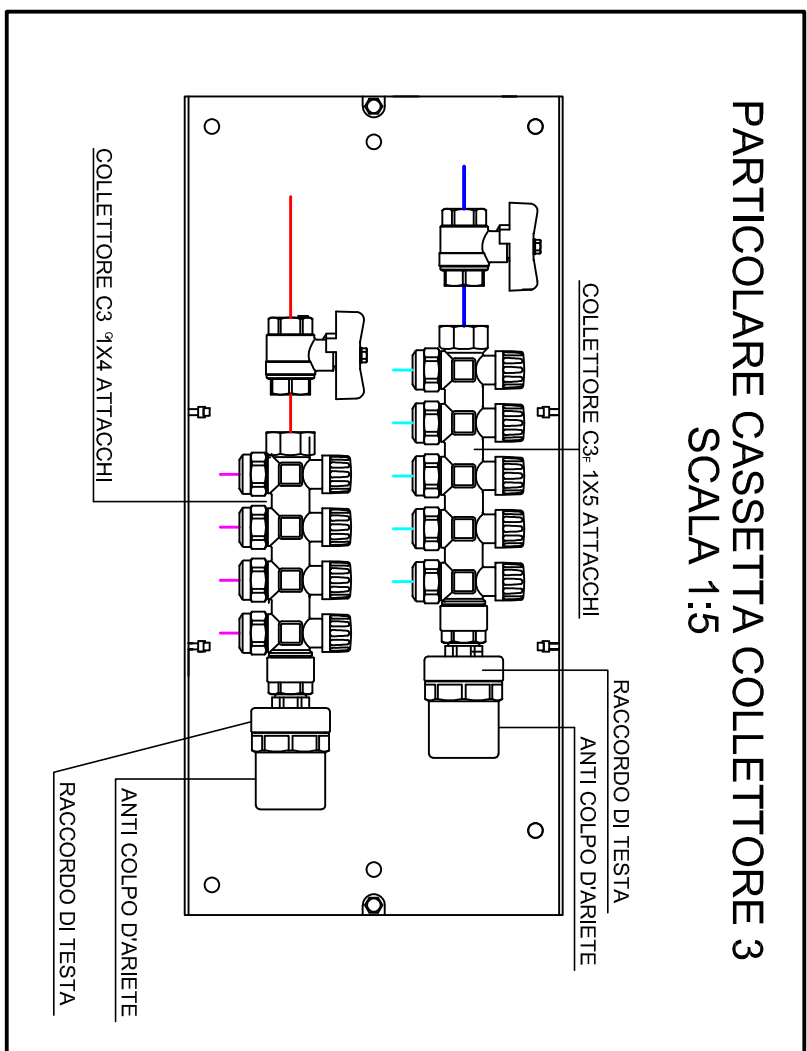 PARTICOLARE CASSETTA COLLETTORE 3
SCALA 1:5
RACCORDO DI TESTA
ANTI COLPO D'ARIETE
COLLETTORE C3F 1X5 ATTACCHI
COLLETTORE C3 1X4 ATTACCHI
ANTI COLPO D'ARIETE
RACCORDO DI TESTA